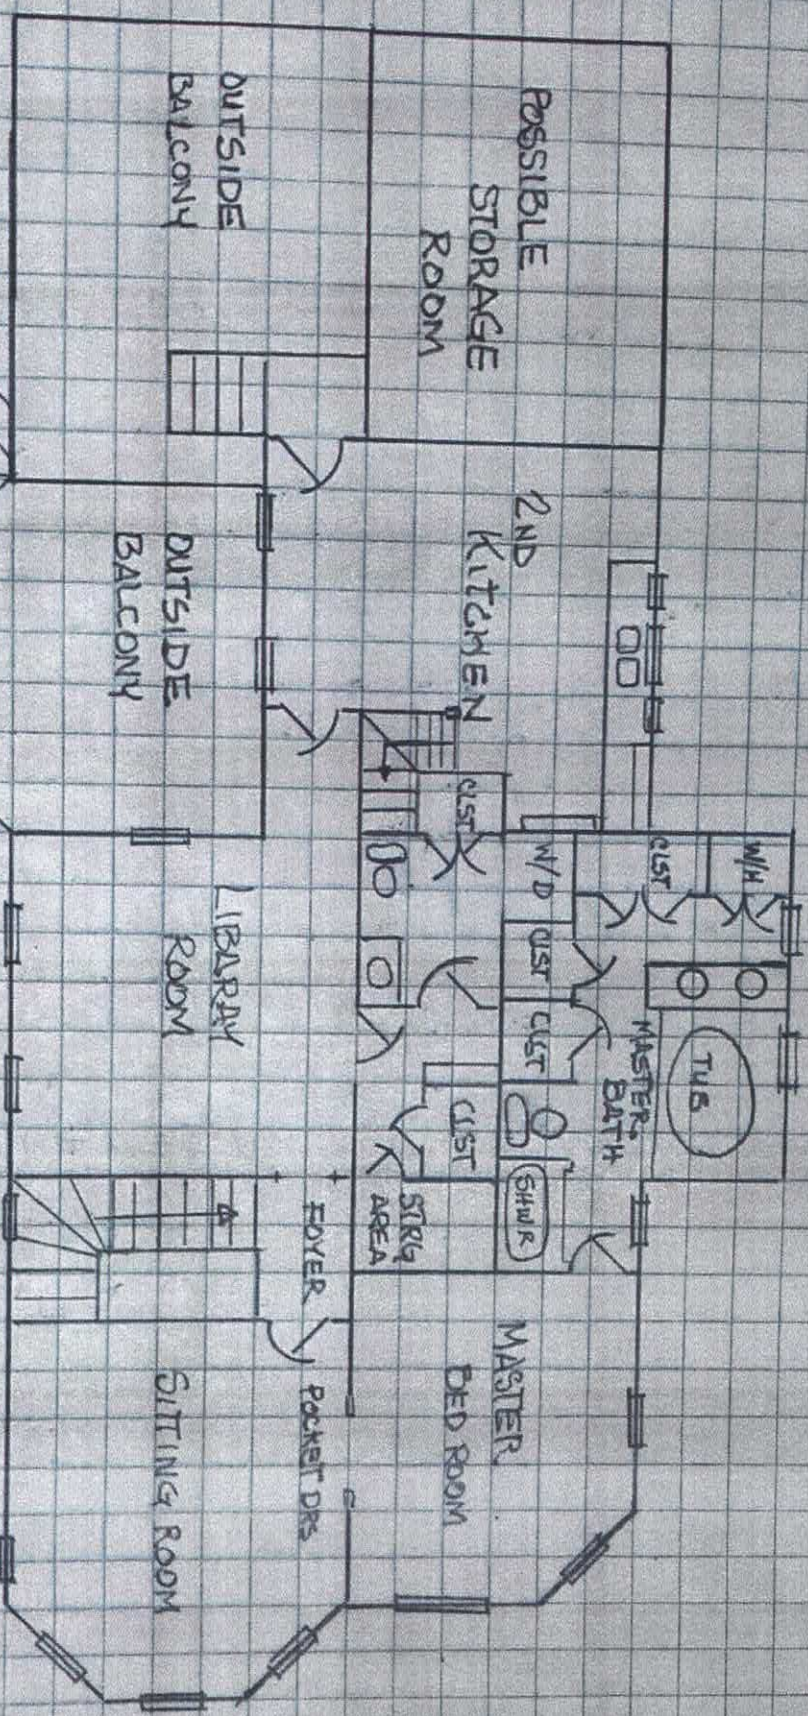 POSSIBLE
STORAGE
ROOM
OUTSIDE
BALCONY
2ND
KITCHEN
OUTSIDE
BALCONY
CLST
W/H
CLST
W/D
CLST
CLST
MASTER
BATH
TUB
SHWR
CLST
STRG
AREA
LIBARAY
ROOM
FOYER
MASTER
BED ROOM
POCKET DRS
SITTING ROOM